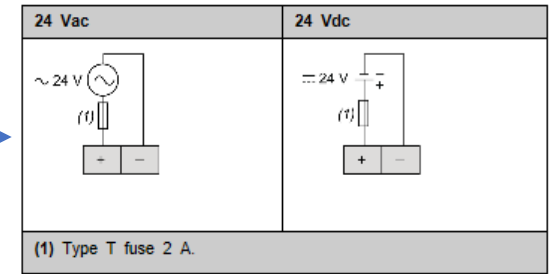 24 Vac
24 Vdc
~ 24 V
(1)
+ −
⎓ 24 V
− +
(1)
+ −
(1) Type T fuse 2 A.